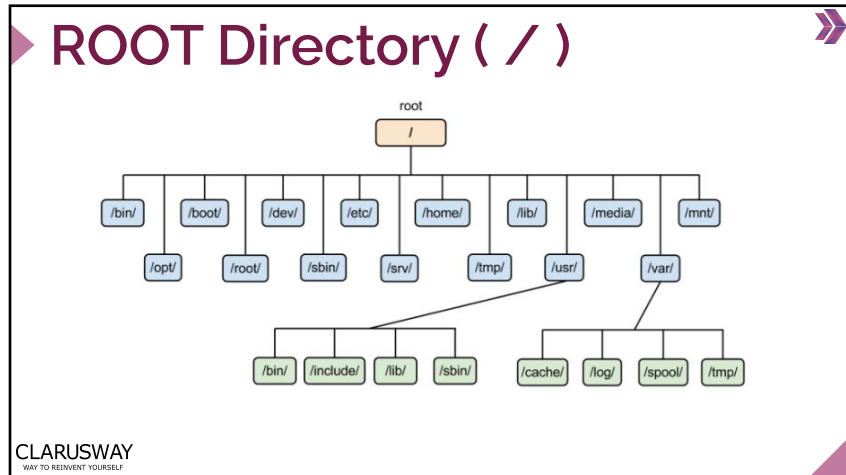 ROOT Directory ( / )
root
/
/bin/ /boot/ /dev/ /etc/ /home/ /lib/ /media/ /mnt/
/opt/ /root/ /sbin/ /srv/ /tmp/ /usr/ /var/
/bin/ /include/ /lib/ /sbin/ /cache/ /log/ /spool/ /tmp/
CLARUSWAY
WAY TO REINVENT YOURSELF